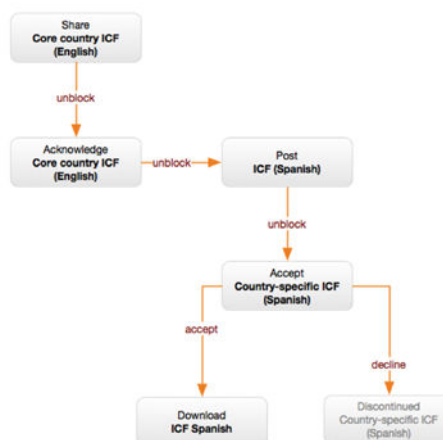 Share
Core country ICF
(English)
unblock
Acknowledge
Core country ICF
(English)
unblock
Post
ICF (Spanish)
unblock
Accept
Country-specific ICF
(Spanish)
accept
decline
Download
ICF Spanish
Discontinued
Country-specific ICF
(Spanish)